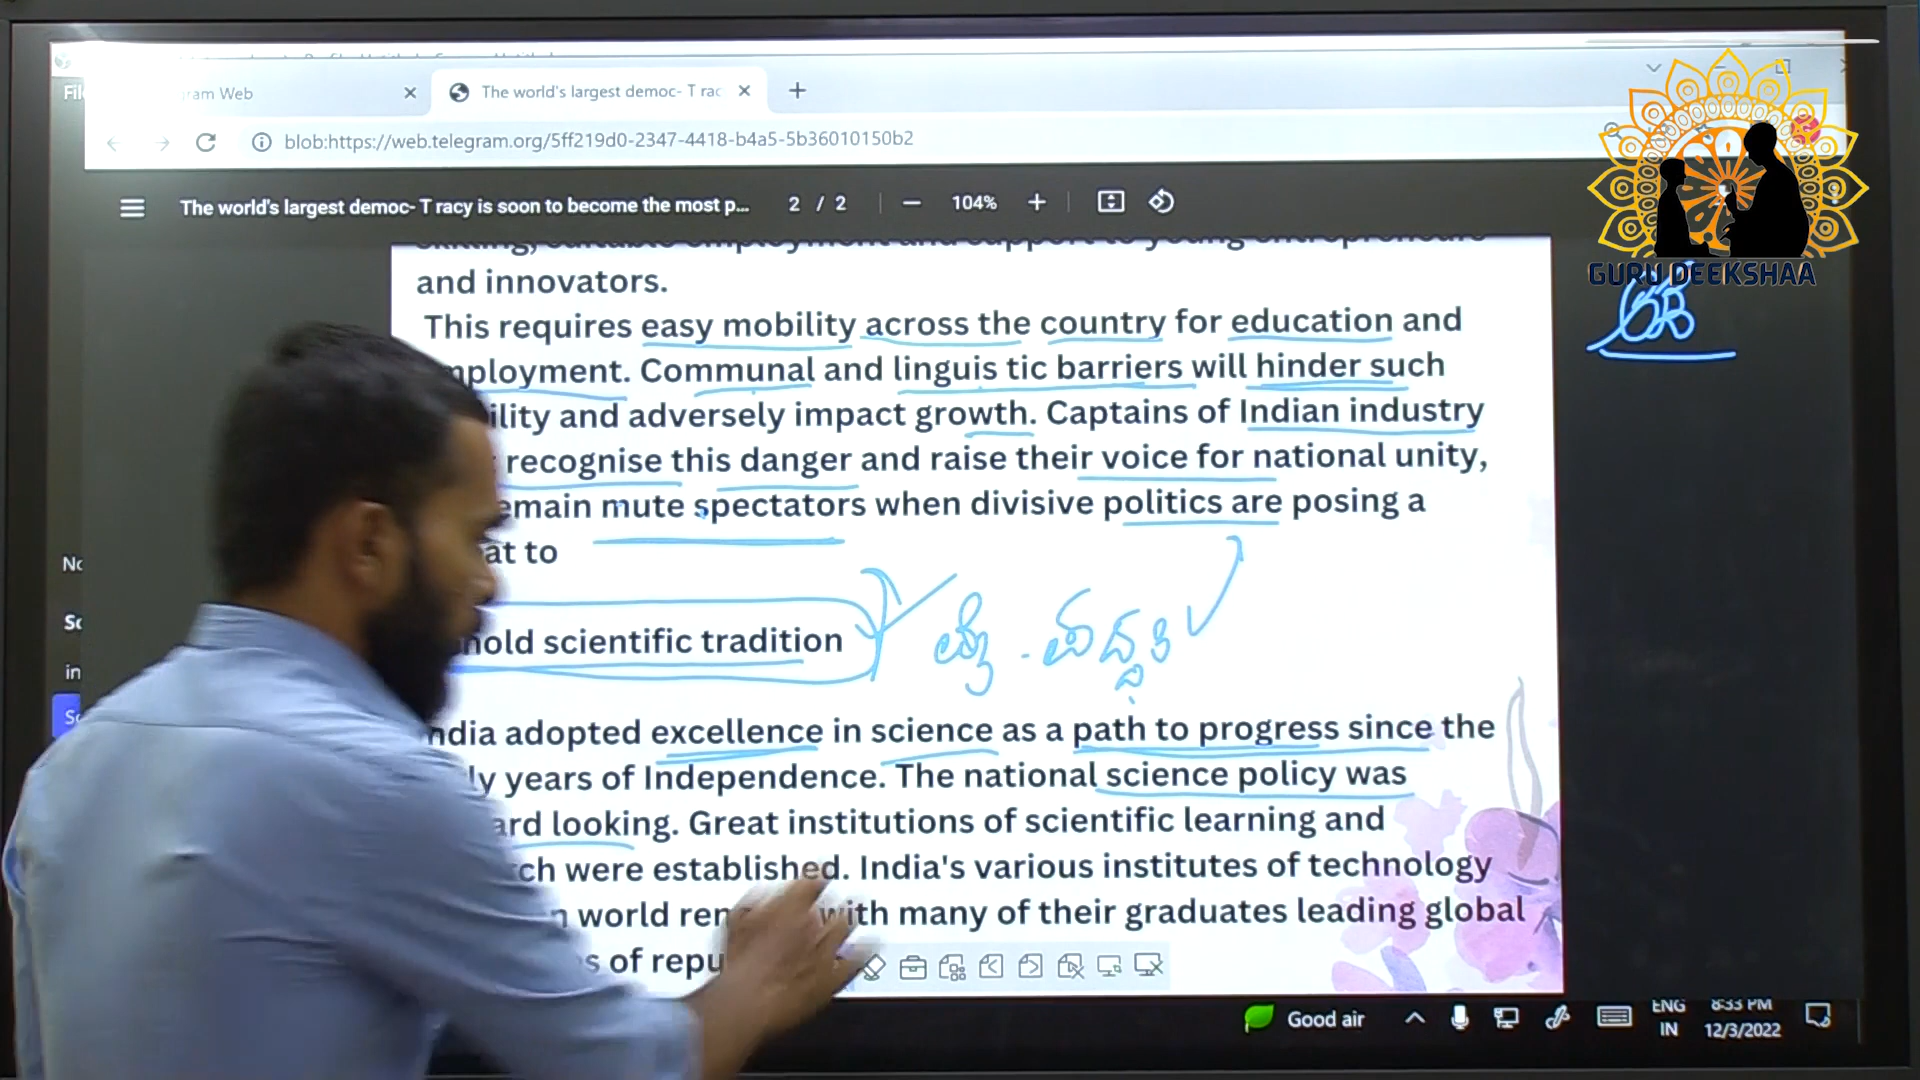 File
ram Web
The world's largest democ- T rac
blob:https://web.telegram.org/5ff219d0-2347-4418-b4a5-5b36010150b2
GURU DEEKSHAA
The world's largest democ- T racy is soon to become the most p... 2 / 2 104%
and innovators.
This requires easy mobility across the country for education and
mployment. Communal and linguis tic barriers will hinder such
ility and adversely impact growth. Captains of Indian industry
recognise this danger and raise their voice for national unity,
emain mute spectators when divisive politics are posing a
at to
hold scientific tradition
ndia adopted excellence in science as a path to progress since the
ly years of Independence. The national science policy was
ard looking. Great institutions of scientific learning and
rch were established. India's various institutes of technology
n world ren with many of their graduates leading global
s of repu
Good air
ENG
IN
8:33 PM
12/3/2022